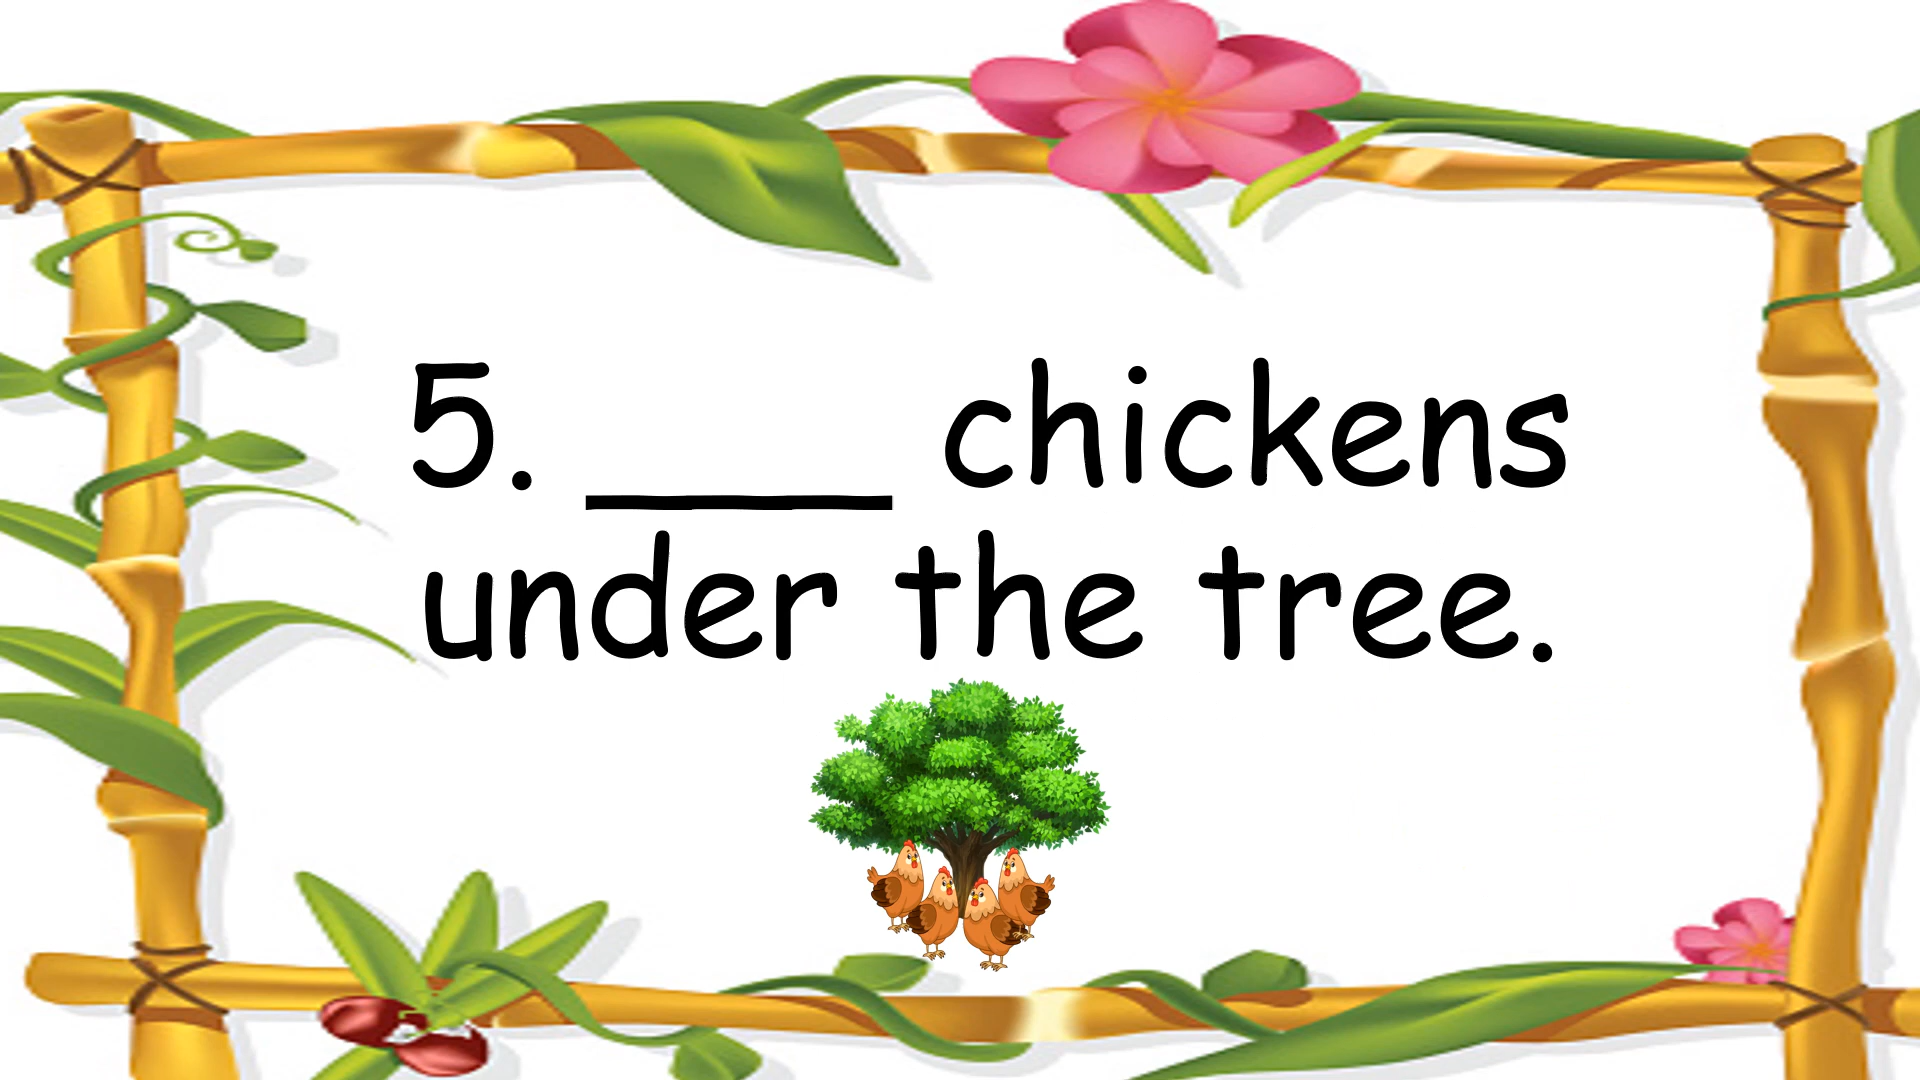 5. ____ chickens
under the tree.